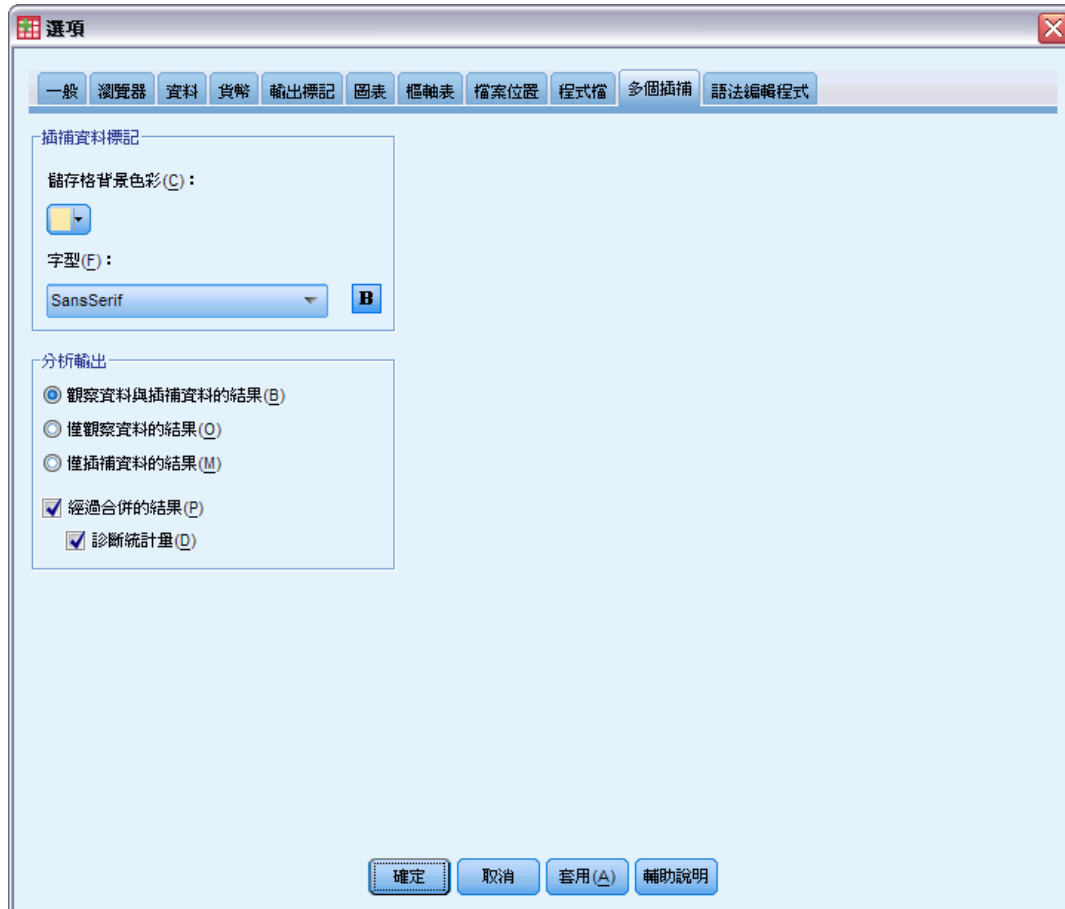 選項
一般 瀏覽器 資料 貨幣 輸出標記 圖表 樞軸表 檔案位置 程式檔 多個插補 語法編輯程式
插補資料標記
儲存格背景色彩(C)：
字型(F)：
SansSerif B
分析輸出
觀察資料與插補資料的結果(B)
僅觀察資料的結果(O)
僅插補資料的結果(M)
經過合併的結果(P)
診斷統計量(D)
確定 取消 套用(A) 輔助說明